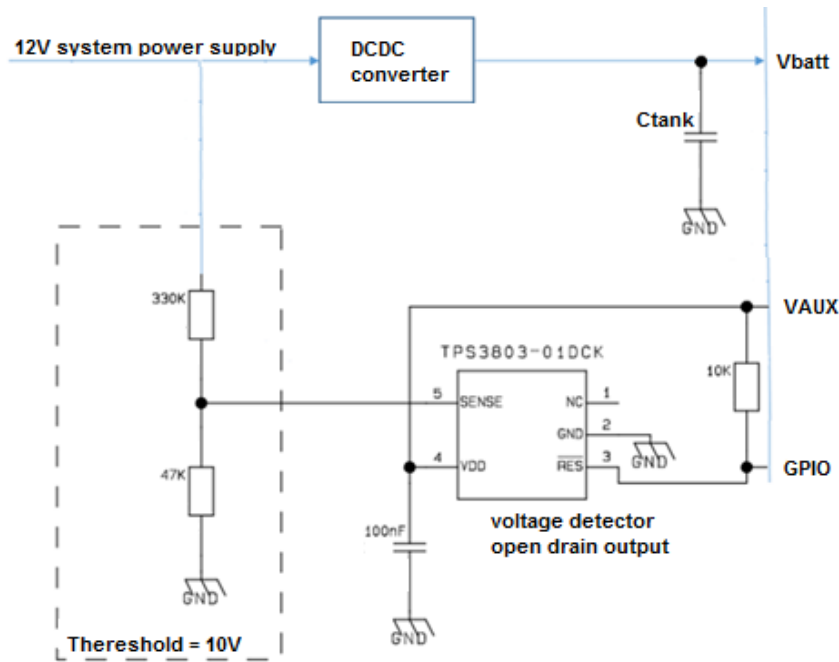 12V system power supply
DCDC
converter
Vbatt
Ctank
GND
330K
VAUX
TPS3803-01DCK
10K
5
SENSE
NC
1
GND
2
GND
47K
4
VDD
RES
3
GPIO
100nF
voltage detector
open drain output
GND
GND
Thereshold = 10V